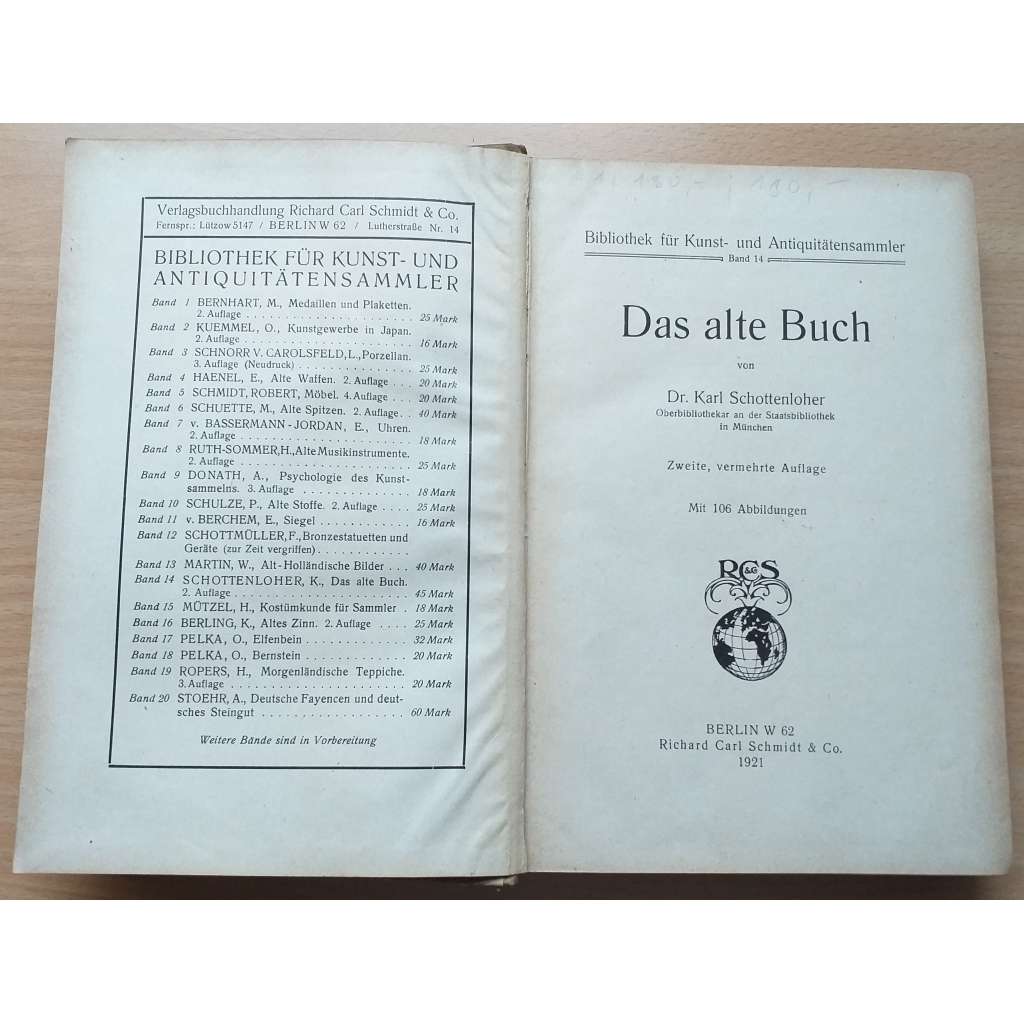 Verlagsbuchhandlung Richard Carl Schmidt & Co.
Fernspr.: Lützow 5147 / BERLIN W 62 / Lutherstraße Nr. 14
BIBLIOTHEK FÜR KUNST- UND
ANTIQUITÄTENSAMMLER
Band 1 BERNHART, M., Medaillen und Plaketten.
2. Auflage . . . . . . . . . . . . . . . . . . . . . 25 Mark
Band 2 KUEMMEL, O., Kunstgewerbe in Japan.
2. Auflage . . . . . . . . . . . . . . . . . . . . . 16 Mark
Band 3 SCHNORR V. CAROLSFELD, L., Porzellan.
3. Auflage (Neudruck) . . . . . . . . . . . . . . 25 Mark
Band 4 HAENEL, E., Alte Waffen. 2. Auflage . . . 20 Mark
Band 5 SCHMIDT, ROBERT, Möbel. 4. Auflage . . . 20 Mark
Band 6 SCHUETTE, M., Alte Spitzen. 2. Auflage . . 40 Mark
Band 7 v. BASSERMANN-JORDAN, E., Uhren.
2. Auflage . . . . . . . . . . . . . . . . . . . . . 18 Mark
Band 8 RUTH-SOMMER, H., Alte Musikinstrumente.
2. Auflage . . . . . . . . . . . . . . . . . . . . . 25 Mark
Band 9 DONATH, A., Psychologie des Kunst-
sammelns. 3. Auflage . . . . . . . . . . . . . 18 Mark
Band 10 SCHULZE, P., Alte Stoffe. 2. Auflage . . . . 25 Mark
Band 11 v. BERCHEM, E., Siegel . . . . . . . . . . . . 16 Mark
Band 12 SCHOTTMÜLLER, F., Bronzestatuetten und
Geräte (zur Zeit vergriffen) . . . . . . . . . . . .
Band 13 MARTIN, W., Alt-Holländische Bilder . . . 40 Mark
Band 14 SCHOTTENLOHER, K., Das alte Buch.
2. Auflage . . . . . . . . . . . . . . . . . . . . . 45 Mark
Band 15 MÜTZEL, H., Kostümkunde für Sammler . 18 Mark
Band 16 BERLING, K., Altes Zinn. 2. Auflage . . . . 25 Mark
Band 17 PELKA, O., Elfenbein . . . . . . . . . . . . . 32 Mark
Band 18 PELKA, O., Bernstein . . . . . . . . . . . . . 20 Mark
Band 19 ROPERS, H., Morgenländische Teppiche.
3. Auflage . . . . . . . . . . . . . . . . . . . . . 20 Mark
Band 20 STOEHR, A., Deutsche Fayencen und deut-
sches Steingut . . . . . . . . . . . . . . . . . . 60 Mark
Weitere Bände sind in Vorbereitung
180,- 180,-
Bibliothek für Kunst- und Antiquitätensammler
Band 14
Das alte Buch
von
Dr. Karl Schottenloher
Oberbibliothekar an der Staatsbibliothek
in München
Zweite, vermehrte Auflage
Mit 106 Abbildungen
RC&CoS
BERLIN W 62
Richard Carl Schmidt & Co.
1921